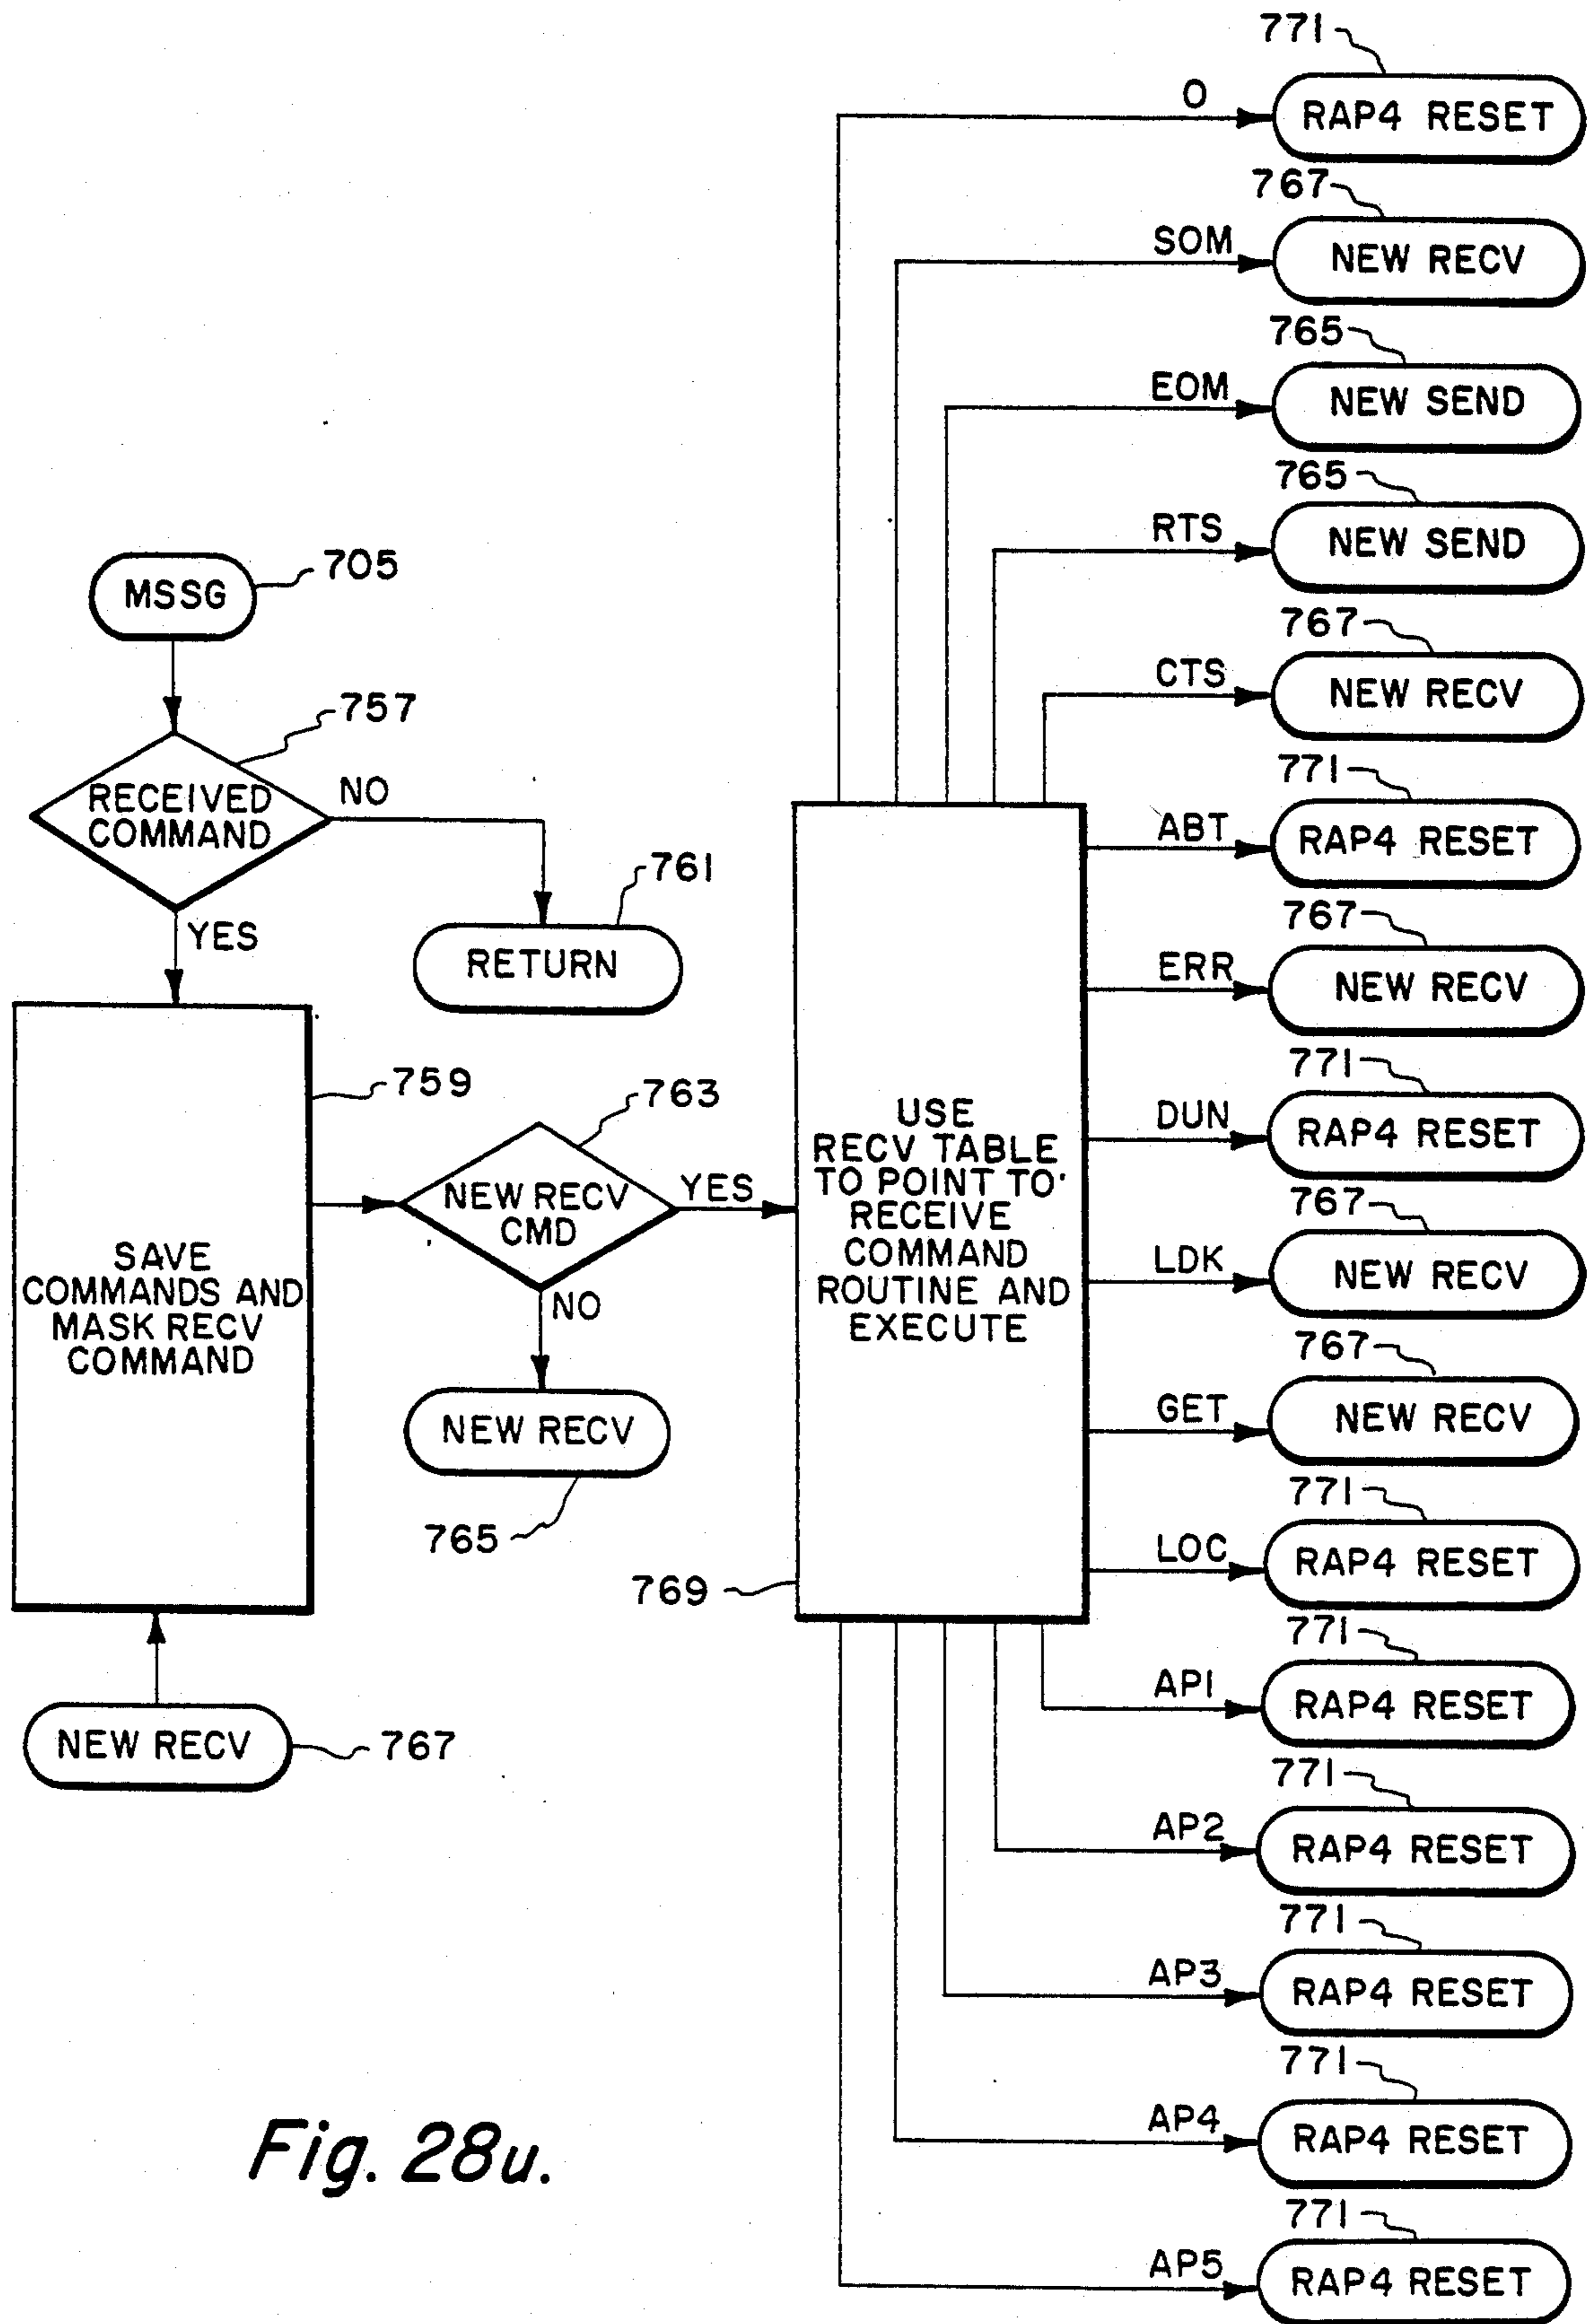 771
O
RAP4 RESET
767
SOM
NEW RECV
765
EOM
NEW SEND
765
RTS
NEW SEND
767
CTS
NEW RECV
771
ABT
RAP4 RESET
767
ERR
NEW RECV
771
DUN
RAP4 RESET
767
LDK
NEW RECV
767
GET
NEW RECV
771
LOC
RAP4 RESET
771
AP1
RAP4 RESET
771
AP2
RAP4 RESET
771
AP3
RAP4 RESET
771
AP4
RAP4 RESET
771
AP5
RAP4 RESET
MSSG
705
757
RECEIVED
COMMAND
NO
YES
761
RETURN
759
SAVE
COMMANDS AND
MASK RECV
COMMAND
763
NEW RECV
CMD
YES
NO
NEW RECV
765
NEW RECV
767
USE
RECV TABLE
TO POINT TO
RECEIVE
COMMAND
ROUTINE AND
EXECUTE
769
Fig. 28u.